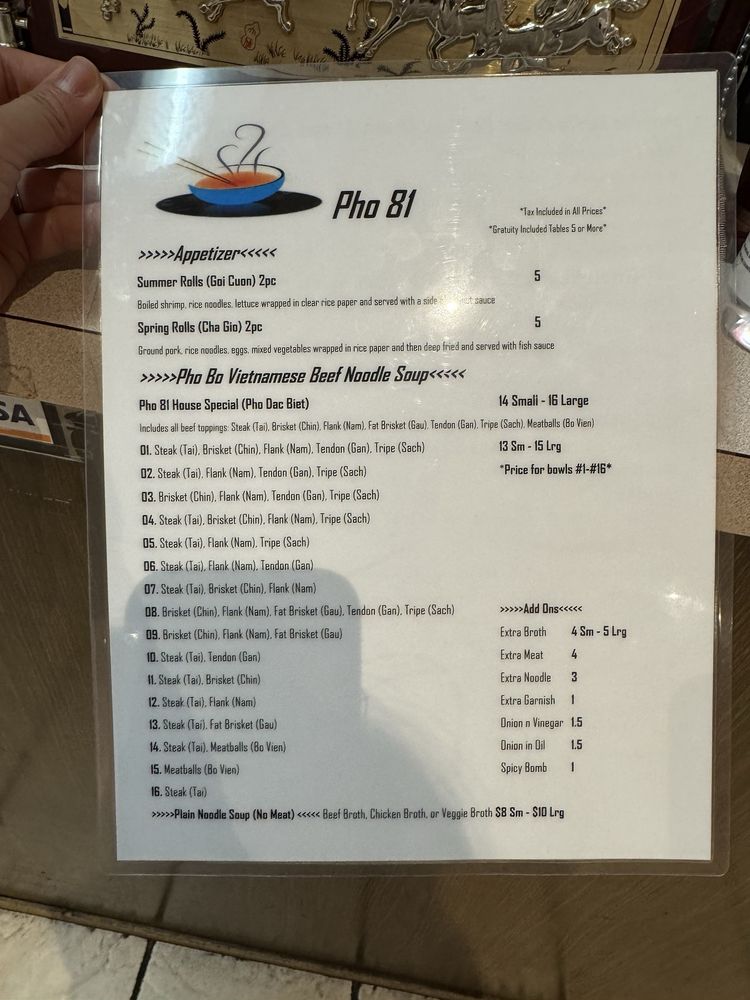 Pho 81
*Tax Included in All Prices*
*Gratuity Included Tables 5 or More*
>>>>>Appetizer<<<<<
Summer Rolls (Goi Cuon) 2pc 5
Boiled shrimp, rice noodles, lettuce wrapped in clear rice paper and served with a side sauce
Spring Rolls (Cha Gio) 2pc 5
Ground pork, rice noodles, eggs, mixed vegetables wrapped in rice paper and then deep fried and served with fish sauce
>>>>>Pho Bo Vietnamese Beef Noodle Soup<<<<<
Pho 81 House Special (Pho Dac Biet) 14 Small - 16 Large
Includes all beef toppings: Steak (Tai), Brisket (Chin), Flank (Nam), Fat Brisket (Gau), Tendon (Gan), Tripe (Sach), Meatballs (Bo Vien)
01. Steak (Tai), Brisket (Chin), Flank (Nam), Tendon (Gan), Tripe (Sach) 13 Sm - 15 Lrg
02. Steak (Tai), Flank (Nam), Tendon (Gan), Tripe (Sach) *Price for bowls #1-#16*
03. Brisket (Chin), Flank (Nam), Tendon (Gan), Tripe (Sach)
04. Steak (Tai), Brisket (Chin), Flank (Nam), Tripe (Sach)
05. Steak (Tai), Flank (Nam), Tripe (Sach)
06. Steak (Tai), Flank (Nam), Tendon (Gan)
07. Steak (Tai), Brisket (Chin), Flank (Nam)
08. Brisket (Chin), Flank (Nam), Fat Brisket (Gau), Tendon (Gan), Tripe (Sach)
09. Brisket (Chin), Flank (Nam), Fat Brisket (Gau)
10. Steak (Tai), Tendon (Gan)
11. Steak (Tai), Brisket (Chin)
12. Steak (Tai), Flank (Nam)
13. Steak (Tai), Fat Brisket (Gau)
14. Steak (Tai), Meatballs (Bo Vien)
15. Meatballs (Bo Vien)
16. Steak (Tai)
>>>>>Add Ons<<<<<
Extra Broth 4 Sm - 5 Lrg
Extra Meat 4
Extra Noodle 3
Extra Garnish 1
Onion n Vinegar 1.5
Onion in Oil 1.5
Spicy Bomb 1
>>>>>Plain Noodle Soup (No Meat) <<<<< Beef Broth, Chicken Broth, or Veggie Broth $8 Sm - $10 Lrg
SA